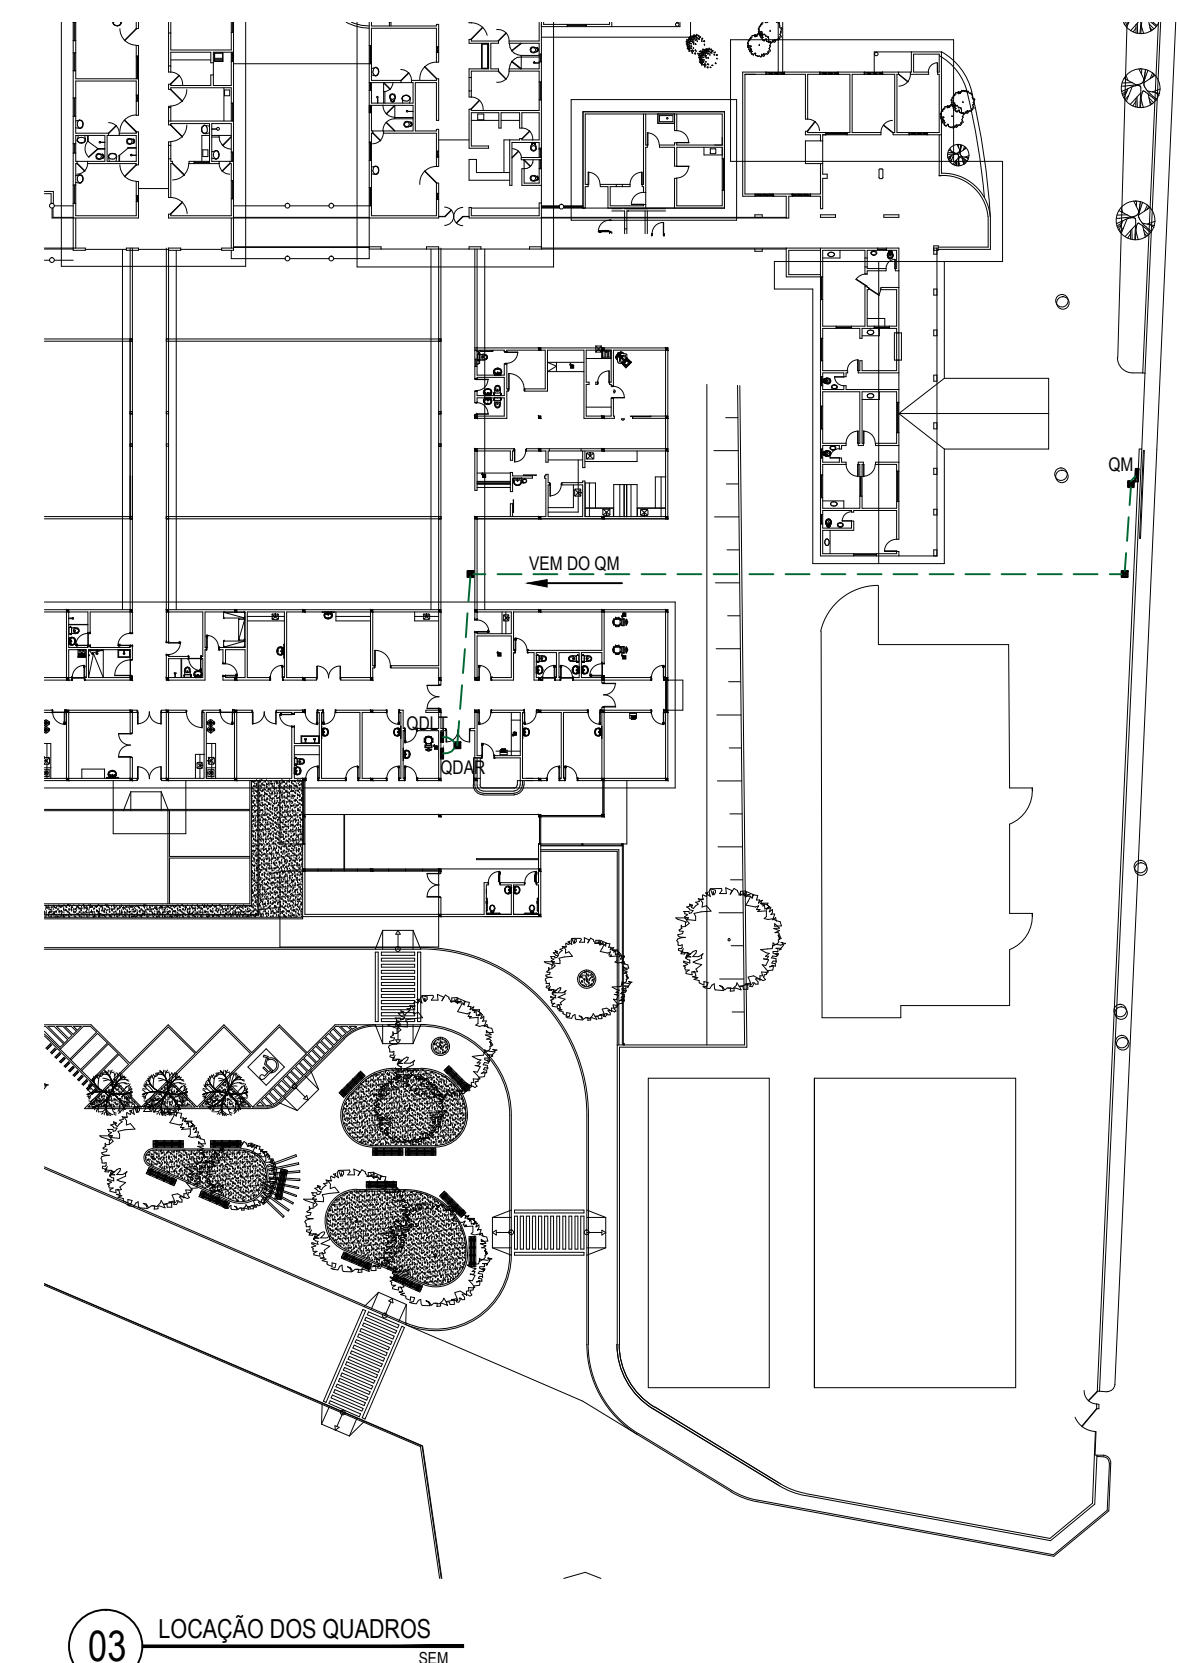 QM
VEM DO QM
QDLT
QDAR
03
LOCAÇÃO DOS QUADROS
SEM